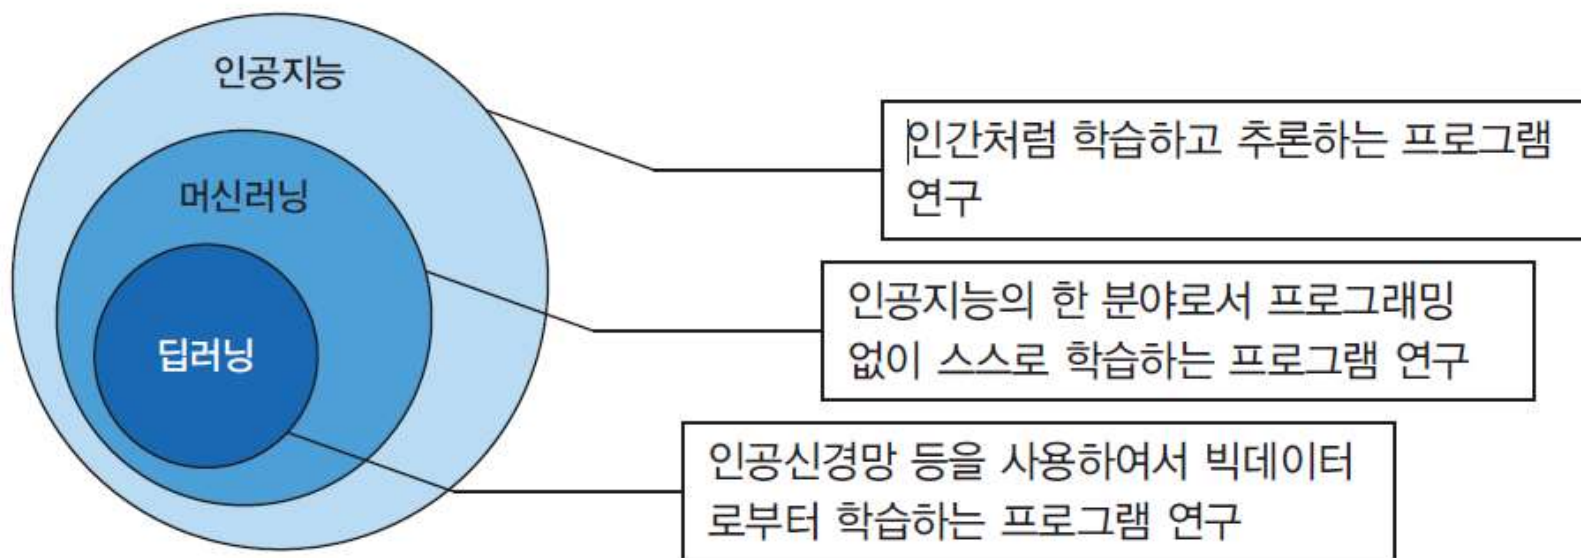 인공지능
머신러닝
딥러닝
인간처럼 학습하고 추론하는 프로그램
연구
인공지능의 한 분야로서 프로그래밍
없이 스스로 학습하는 프로그램 연구
인공신경망 등을 사용하여서 빅데이터
로부터 학습하는 프로그램 연구